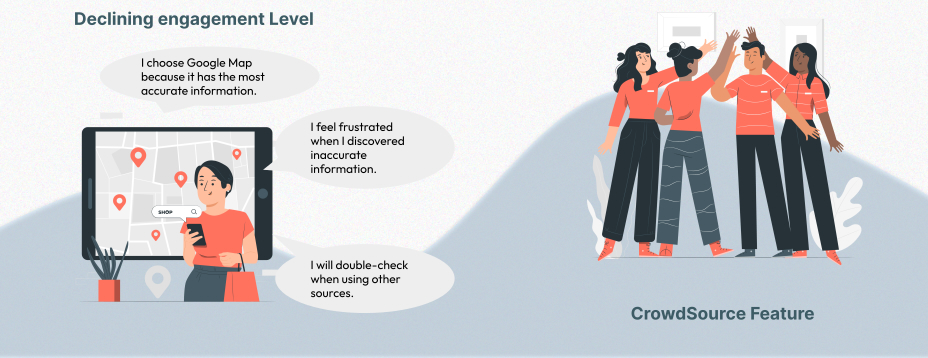 Declining engagement Level
I choose Google Map
because it has the most
accurate information.
I feel frustrated
when I discovered
inaccurate
information.
SHOP
I will double-check
when using other
sources.
CrowdSource Feature